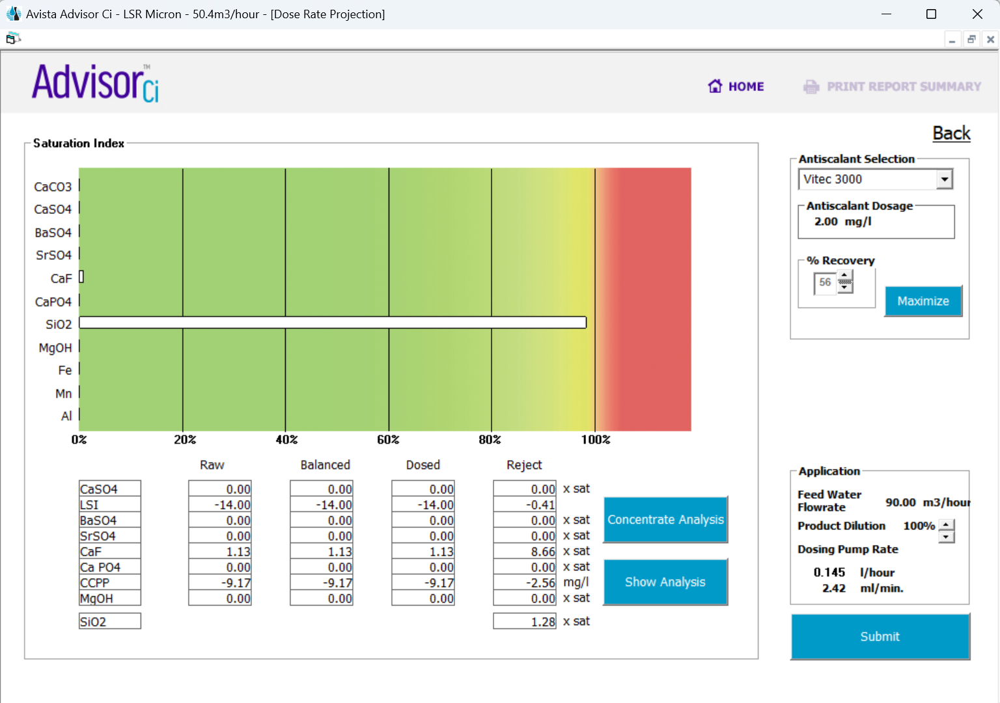 Avista Advisor Ci - LSR Micron - 50.4m3/hour - [Dose Rate Projection]
Advisor™Ci
HOME
PRINT REPORT SUMMARY
Back
Saturation Index
CaCO3
CaSO4
BaSO4
SrSO4
CaF
CaPO4
SiO2
MgOH
Fe
Mn
Al
0% 20% 40% 60% 80% 100%
Raw Balanced Dosed Reject
CaSO4 0.00 0.00 0.00 0.00 x sat
LSI -14.00 -14.00 -14.00 -0.41
BaSO4 0.00 0.00 0.00 0.00 x sat
SrSO4 0.00 0.00 0.00 0.00 x sat
CaF 1.13 1.13 1.13 8.66 x sat
Ca PO4 0.00 0.00 0.00 0.00 x sat
CCPP -9.17 -9.17 -9.17 -2.56 mg/l
MgOH 0.00 0.00 0.00 0.00 x sat
SiO2 1.28 x sat
Concentrate Analysis
Show Analysis
Antiscalant Selection
Vitec 3000
Antiscalant Dosage
2.00 mg/l
% Recovery
56
Maximize
Application
Feed Water
Flowrate 90.00 m3/hour
Product Dilution 100%
Dosing Pump Rate
0.145 l/hour
2.42 ml/min.
Submit